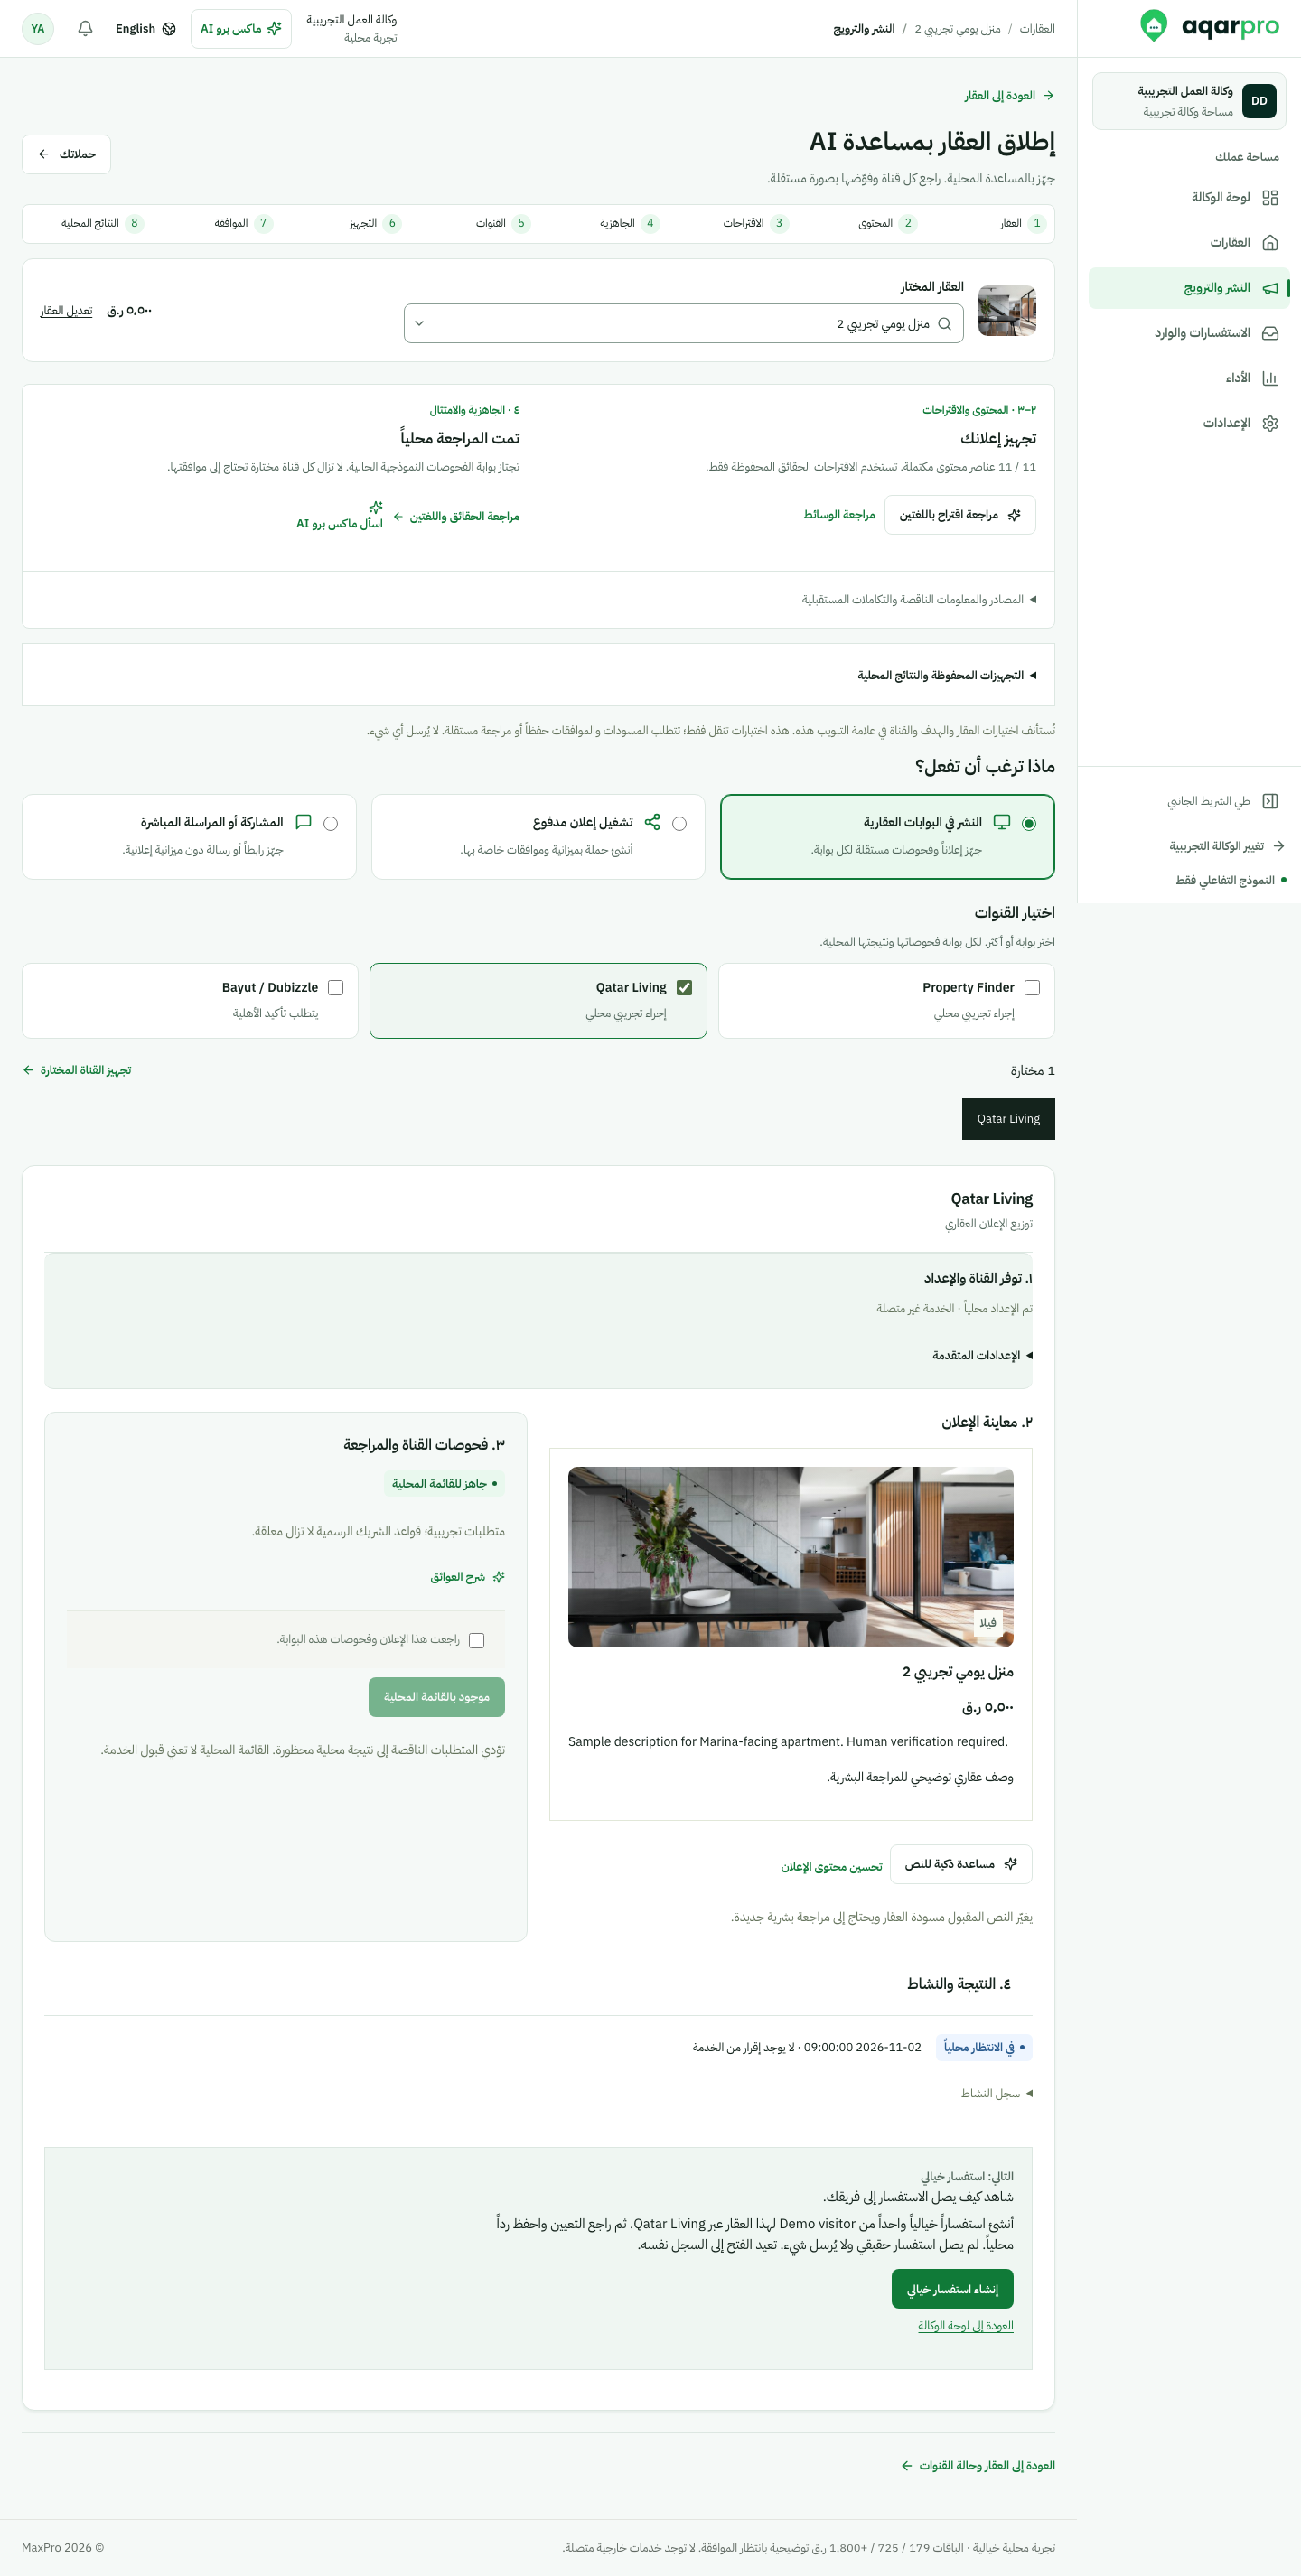 aqarpro
العقارات / منزل يومي تجريبي 2 / النشر والترويج
وكالة العمل التجريبية
تجربة محلية
ماكس برو AI
English
YA
DD
وكالة العمل التجريبية
مساحة وكالة تجريبية
مساحة عملك
لوحة الوكالة
العقارات
النشر والترويج
الاستفسارات والوارد
الأداء
الإعدادات
طي الشريط الجانبي
تغيير الوكالة التجريبية
النموذج التفاعلي فقط
العودة إلى العقار
إطلاق العقار بمساعدة AI
جهّز بالمساعدة المحلية. راجع كل قناة وفوّضها بصورة مستقلة.
حملاتك
1 العقار
2 المحتوى
3 الاقتراحات
4 الجاهزية
5 القنوات
6 التجهيز
7 الموافقة
8 النتائج المحلية
العقار المختار
منزل يومي تجريبي 2
٥,٥٠٠ ر.ق
تعديل العقار
٢–٣ · المحتوى والاقتراحات
تجهيز إعلانك
11 / 11 عناصر محتوى مكتملة. تستخدم الاقتراحات الحقائق المحفوظة فقط.
مراجعة اقتراح باللغتين
مراجعة الوسائط
٤ · الجاهزية والامتثال
تمت المراجعة محلياً
تجتاز بوابة الفحوصات النموذجية الحالية. لا تزال كل قناة مختارة تحتاج إلى موافقتها.
مراجعة الحقائق واللغتين
اسأل ماكس برو AI
المصادر والمعلومات الناقصة والتكاملات المستقبلية
التجهيزات المحفوظة والنتائج المحلية
تُستأنف اختيارات العقار والهدف والقناة في علامة التبويب هذه. هذه اختيارات تنقل فقط؛ تتطلب المسودات والموافقات حفظاً أو مراجعة مستقلة. لا يُرسل أي شيء.
ماذا ترغب أن تفعل؟
النشر في البوابات العقارية
جهّز إعلاناً وفحوصات مستقلة لكل بوابة.
تشغيل إعلان مدفوع
أنشئ حملة بميزانية وموافقات خاصة بها.
المشاركة أو المراسلة المباشرة
جهّز رابطاً أو رسالة دون ميزانية إعلانية.
اختيار القنوات
اختر بوابة أو أكثر. لكل بوابة فحوصاتها ونتيجتها المحلية.
Property Finder
إجراء تجريبي محلي
Qatar Living
إجراء تجريبي محلي
Bayut / Dubizzle
يتطلب تأكيد الأهلية
1 مختارة
تجهيز القناة المختارة
Qatar Living
Qatar Living
توزيع الإعلان العقاري
١. توفر القناة والإعداد
تم الإعداد محلياً · الخدمة غير متصلة
الإعدادات المتقدمة
٢. معاينة الإعلان
فيلا
منزل يومي تجريبي 2
٥,٥٠٠ ر.ق
Sample description for Marina-facing apartment. Human verification required.
وصف عقاري توضيحي للمراجعة البشرية.
مساعدة ذكية للنص
تحسين محتوى الإعلان
يغيّر النص المقبول مسودة العقار ويحتاج إلى مراجعة بشرية جديدة.
٣. فحوصات القناة والمراجعة
جاهز للقائمة المحلية
متطلبات تجريبية؛ قواعد الشريك الرسمية لا تزال معلقة.
شرح العوائق
راجعت هذا الإعلان وفحوصات هذه البوابة.
موجود بالقائمة المحلية
تؤدي المتطلبات الناقصة إلى نتيجة محلية محظورة. القائمة المحلية لا تعني قبول الخدمة.
٤. النتيجة والنشاط
في الانتظار محلياً
2026-11-02 09:00:00 · لا يوجد إقرار من الخدمة
سجل النشاط
التالي: استفسار خيالي
شاهد كيف يصل الاستفسار إلى فريقك.
أنشئ استفساراً خيالياً واحداً من Demo visitor لهذا العقار عبر Qatar Living. ثم راجع التعيين واحفظ رداً
محلياً. لم يصل استفسار حقيقي ولا يُرسل شيء. تعيد الفتح إلى السجل نفسه.
إنشاء استفسار خيالي
العودة إلى لوحة الوكالة
العودة إلى العقار وحالة القنوات
تجربة محلية خيالية · الباقات 179 / 725 / +1,800 ر.ق توضيحية بانتظار الموافقة. لا توجد خدمات خارجية متصلة.
© 2026 MaxPro